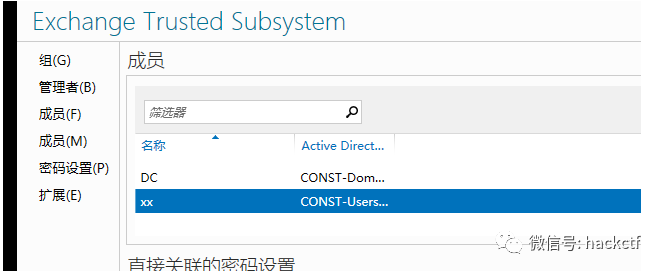 Exchange Trusted Subsystem
组(G)
管理者(B)
成员(F)
成员(M)
密码设置(P)
扩展(E)
成员
筛选器
名称 Active Direct...
DC CONST-Dom...
xx CONST-Users...
直接关联的密码设置
微信号: hackctf